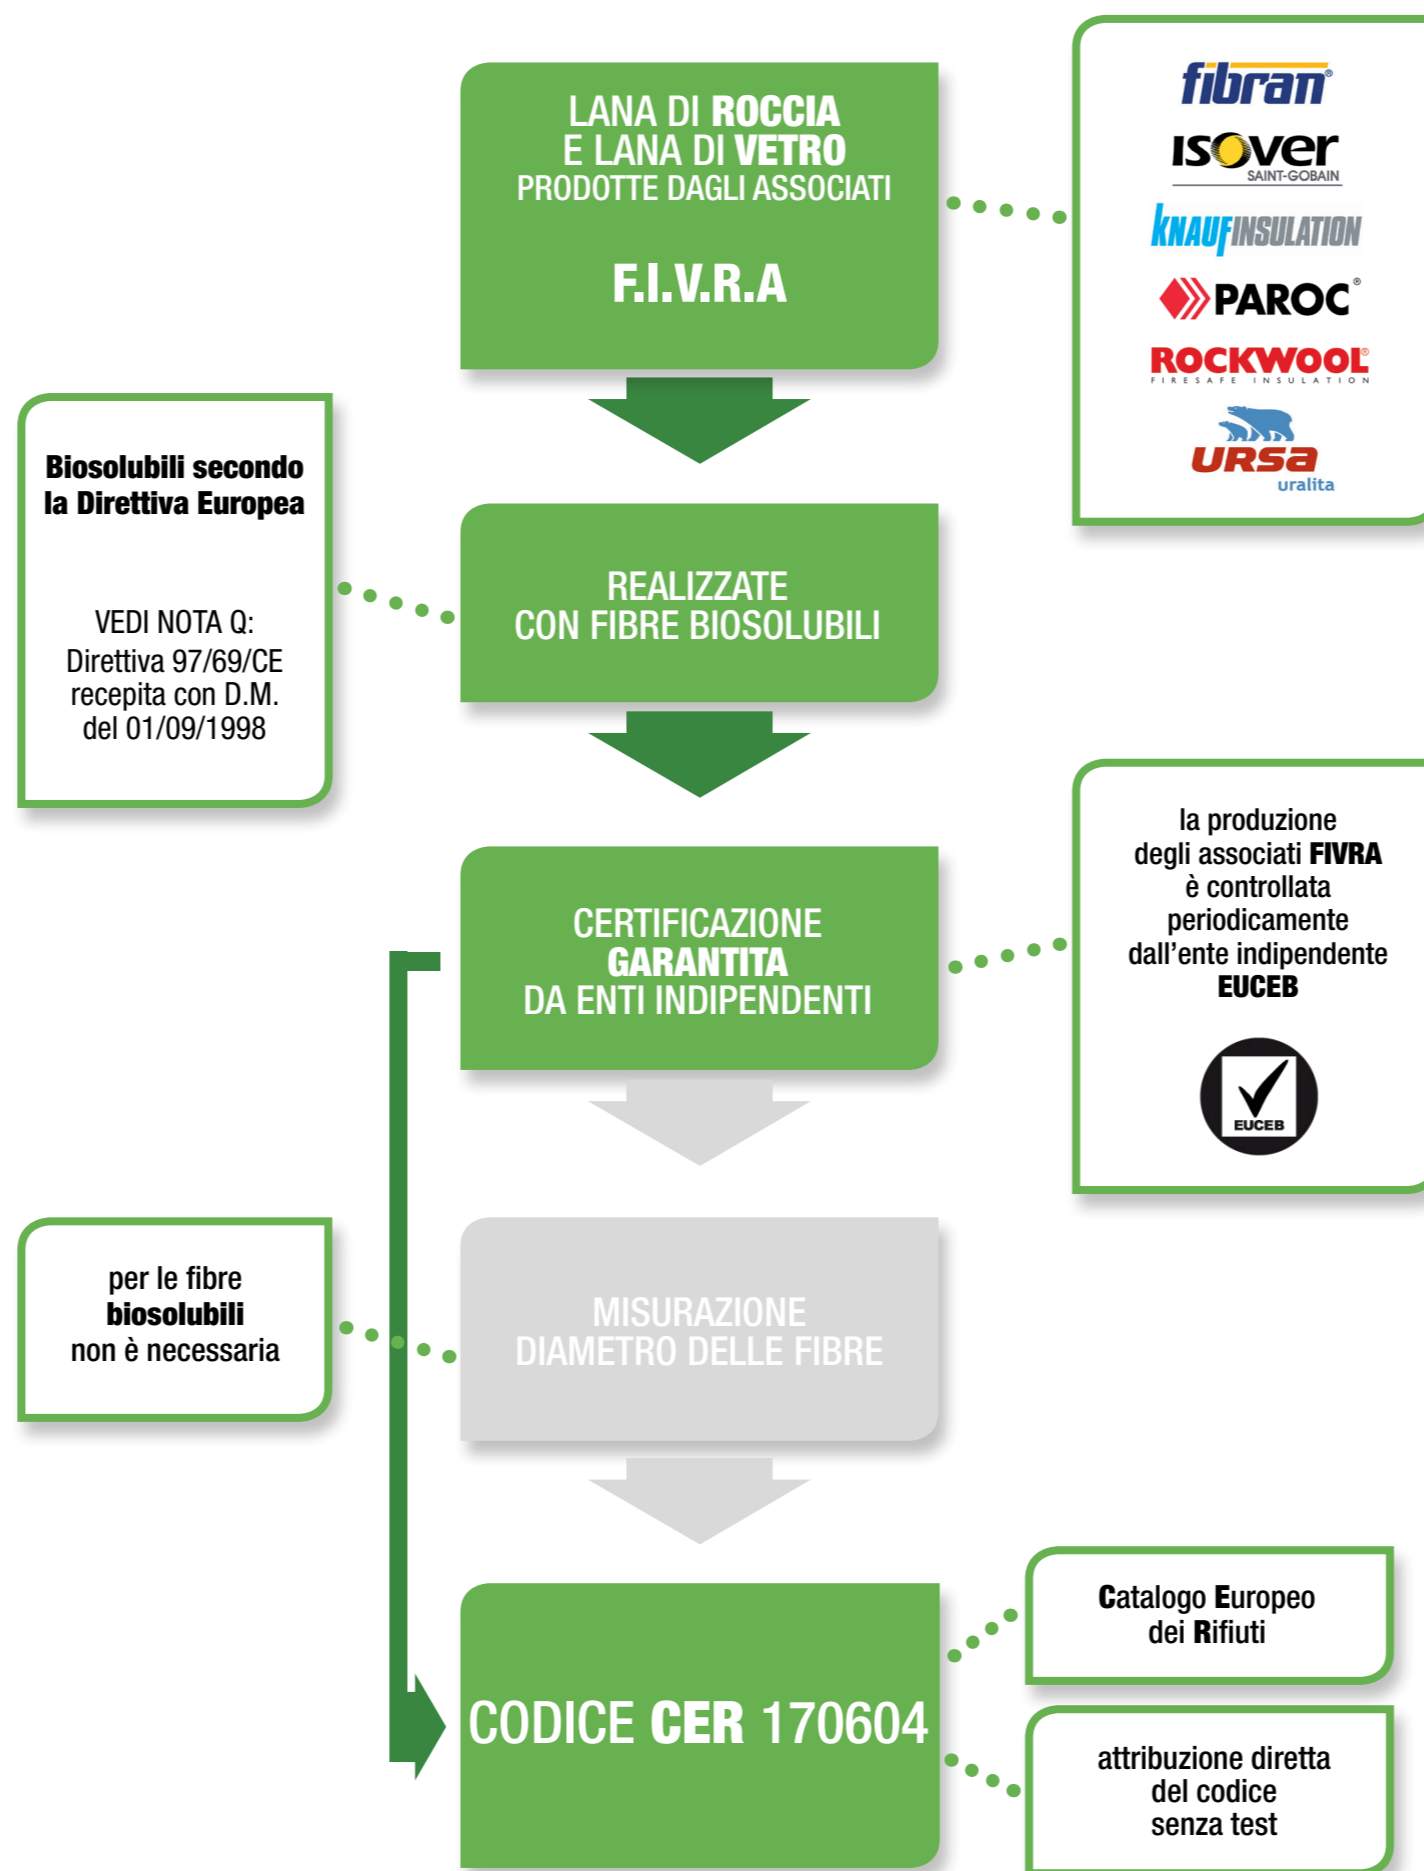 LANA DI ROCCIA
E LANA DI VETRO
PRODOTTE DAGLI ASSOCIATI
F.I.V.R.A
fibran®
ISOVER
SAINT-GOBAIN
KNAUFINSULATION
PAROC®
ROCKWOOL®
FIRESAFE INSULATION
URSA
uralita
Biosolubili secondo
la Direttiva Europea
VEDI NOTA Q:
Direttiva 97/69/CE
recepita con D.M.
del 01/09/1998
REALIZZATE
CON FIBRE BIOSOLUBILI
CERTIFICAZIONE
GARANTITA
DA ENTI INDIPENDENTI
la produzione
degli associati FIVRA
è controllata
periodicamente
dall'ente indipendente
EUCEB
EUCEB
per le fibre
biosolubili
non è necessaria
MISURAZIONE
DIAMETRO DELLE FIBRE
CODICE CER 170604
Catalogo Europeo
dei Rifiuti
attribuzione diretta
del codice
senza test